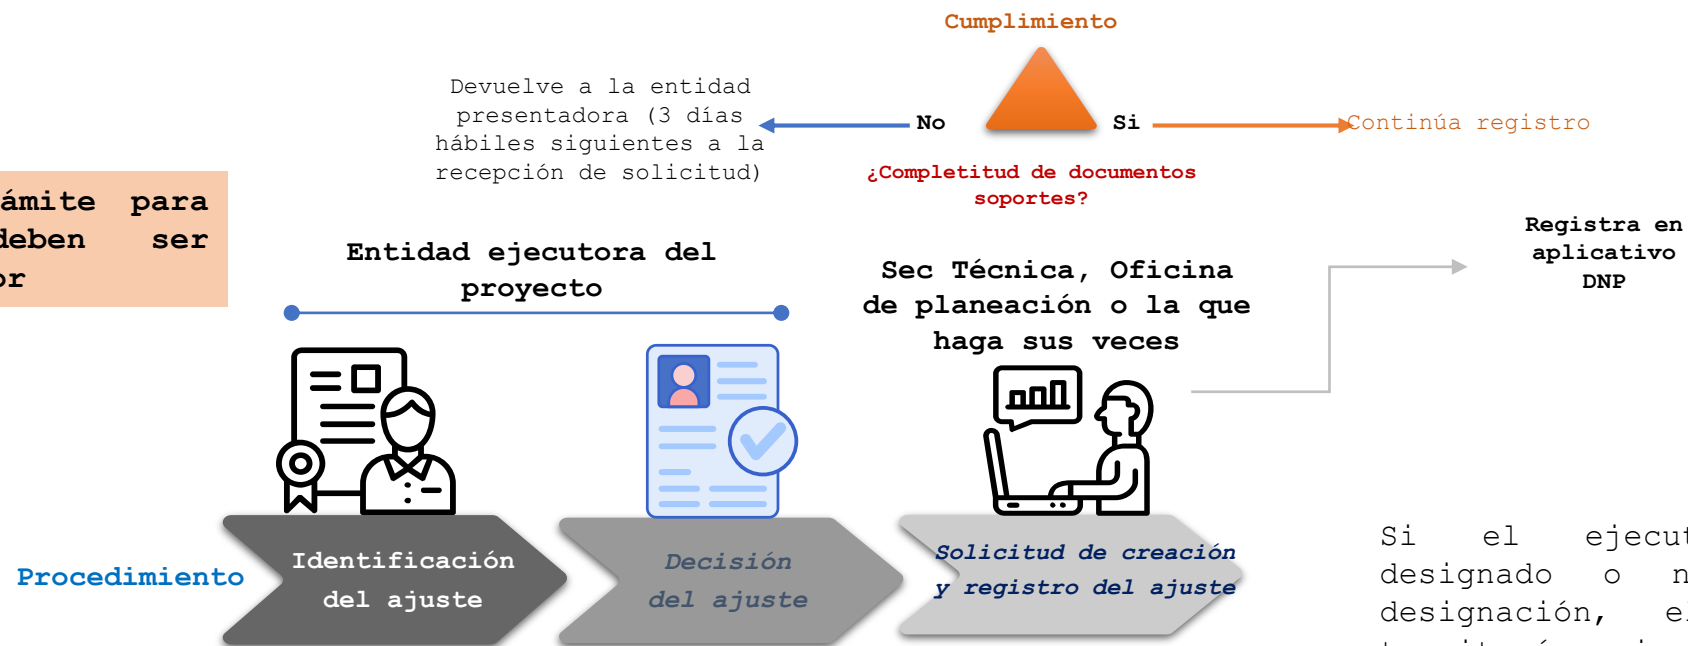 Cumplimiento
Devuelve a la entidad
presentadora (3 días
hábiles siguientes a la
recepción de solicitud)
No
Si
Continúa registro
¿Completitud de documentos
soportes?
para
ser
Entidad ejecutora del
proyecto
Sec Técnica, Oficina
de planeación o la que
haga sus veces
Registra en
aplicativo
DNP
Procedimiento
Identificación
del ajuste
Decisión
del ajuste
Solicitud de creación
y registro del ajuste
Si el
designado o
designación,